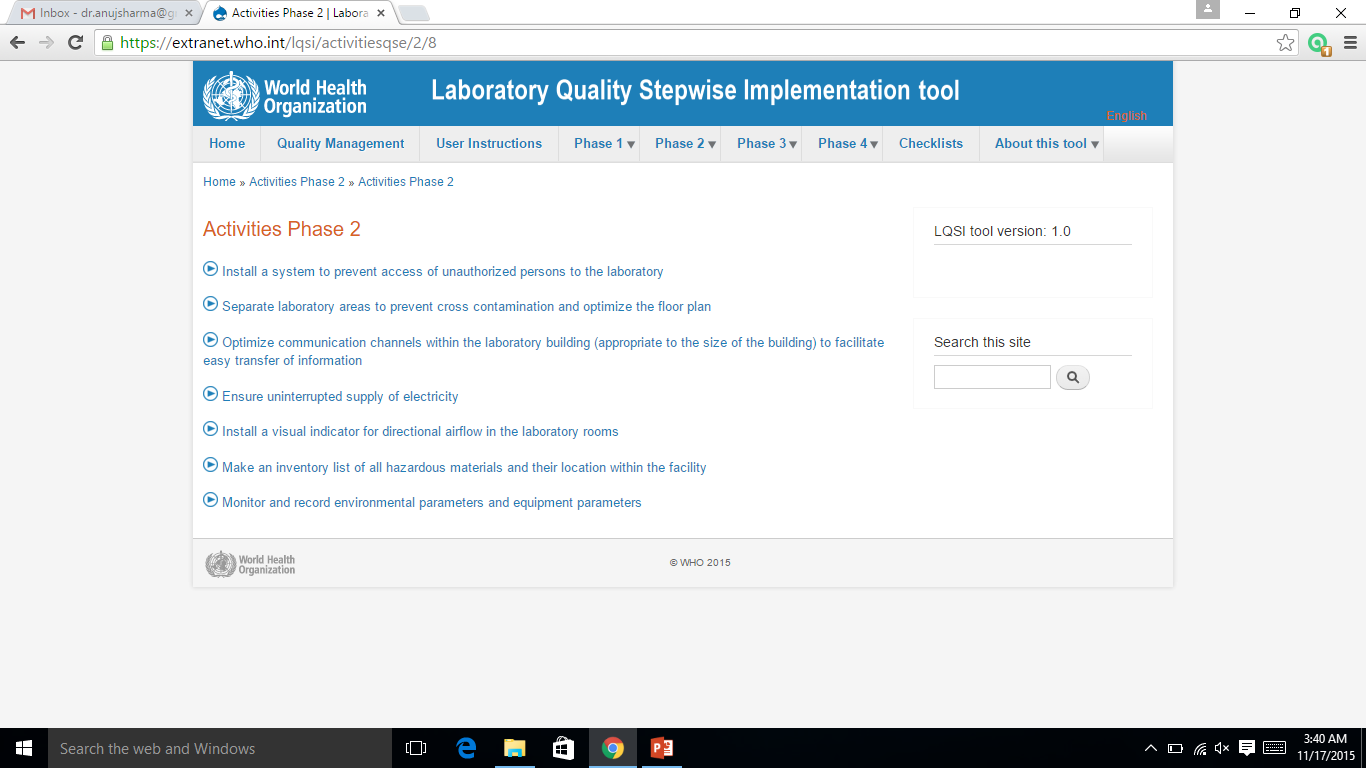 Inbox - dr.anujsharma@g
Activities Phase 2 | Labora
https://extranet.who.int/lqsi/activitiesqse/2/8
1
World Health
Organization
Laboratory Quality Stepwise Implementation tool
English
Home Quality Management User Instructions Phase 1 Phase 2 Phase 3 Phase 4 Checklists About this tool
Home » Activities Phase 2 » Activities Phase 2
Activities Phase 2
Install a system to prevent access of unauthorized persons to the laboratory
Separate laboratory areas to prevent cross contamination and optimize the floor plan
Optimize communication channels within the laboratory building (appropriate to the size of the building) to facilitate
easy transfer of information
Ensure uninterrupted supply of electricity
Install a visual indicator for directional airflow in the laboratory rooms
Make an inventory list of all hazardous materials and their location within the facility
Monitor and record environmental parameters and equipment parameters
LQSI tool version: 1.0
Search this site
World Health
Organization
© WHO 2015
Search the web and Windows
3:40 AM
11/17/2015